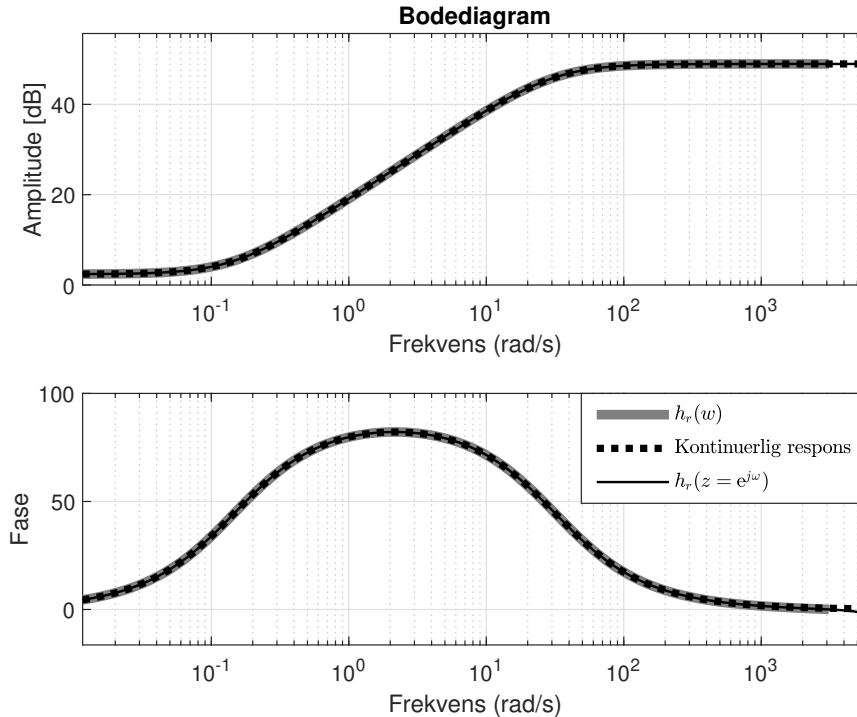 Bodediagram
Amplitude [dB]
40
20
0
10^-1 10^0 10^1 10^2 10^3
Frekvens (rad/s)
Fase
100
50
0
h_r(w)
Kontinuerlig respons
h_r(z = e^{jω})
10^-1 10^0 10^1 10^2 10^3
Frekvens (rad/s)